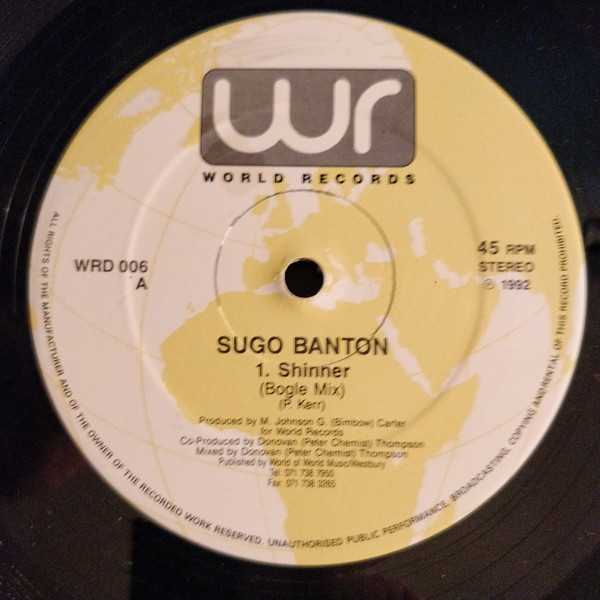 wr
WORLD RECORDS
WRD 006
A
45 RPM
STEREO
℗ 1992
SUGO BANTON
1. Shinner
(Bogle Mix)
(P. Kerr)
Produced by M. Johnson G. (Bimbow) Carter
for World Records
Co-Produced by Donovan (Peter Chemist) Thompson
Mixed by Donovan (Peter Chemist) Thompson
Published by World of World Music/Westbury
Tel: 071 738 7950
Fax: 071 738 3265
ALL RIGHTS OF THE MANUFACTURER AND OF THE OWNER OF THE RECORDED WORK RESERVED. UNAUTHORISED PUBLIC PERFORMANCE, BROADCASTING, COPYING AND RENTAL OF THIS RECORD PROHIBITED.